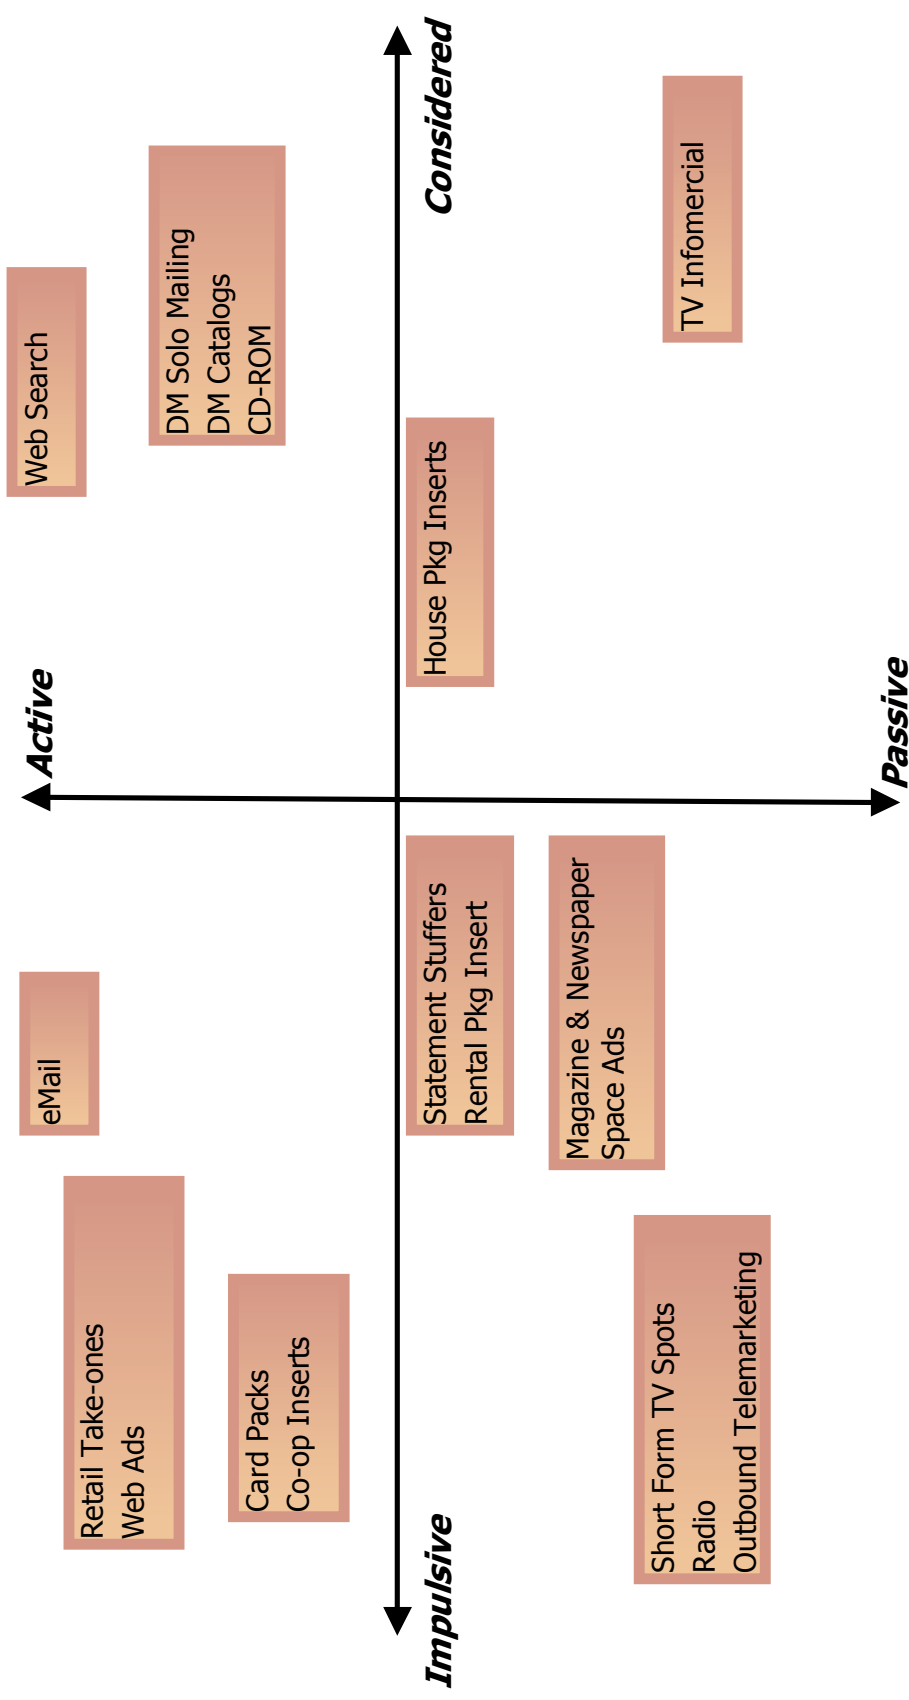 Active
Web Search
eMail
Retail Take-ones
Web Ads
DM Solo Mailing
DM Catalogs
CD-ROM
Card Packs
Co-op Inserts
Impulsive
Considered
Statement Stuffers
Rental Pkg Insert
House Pkg Inserts
Magazine & Newspaper
Space Ads
Short Form TV Spots
Radio
Outbound Telemarketing
TV Infomercial
Passive